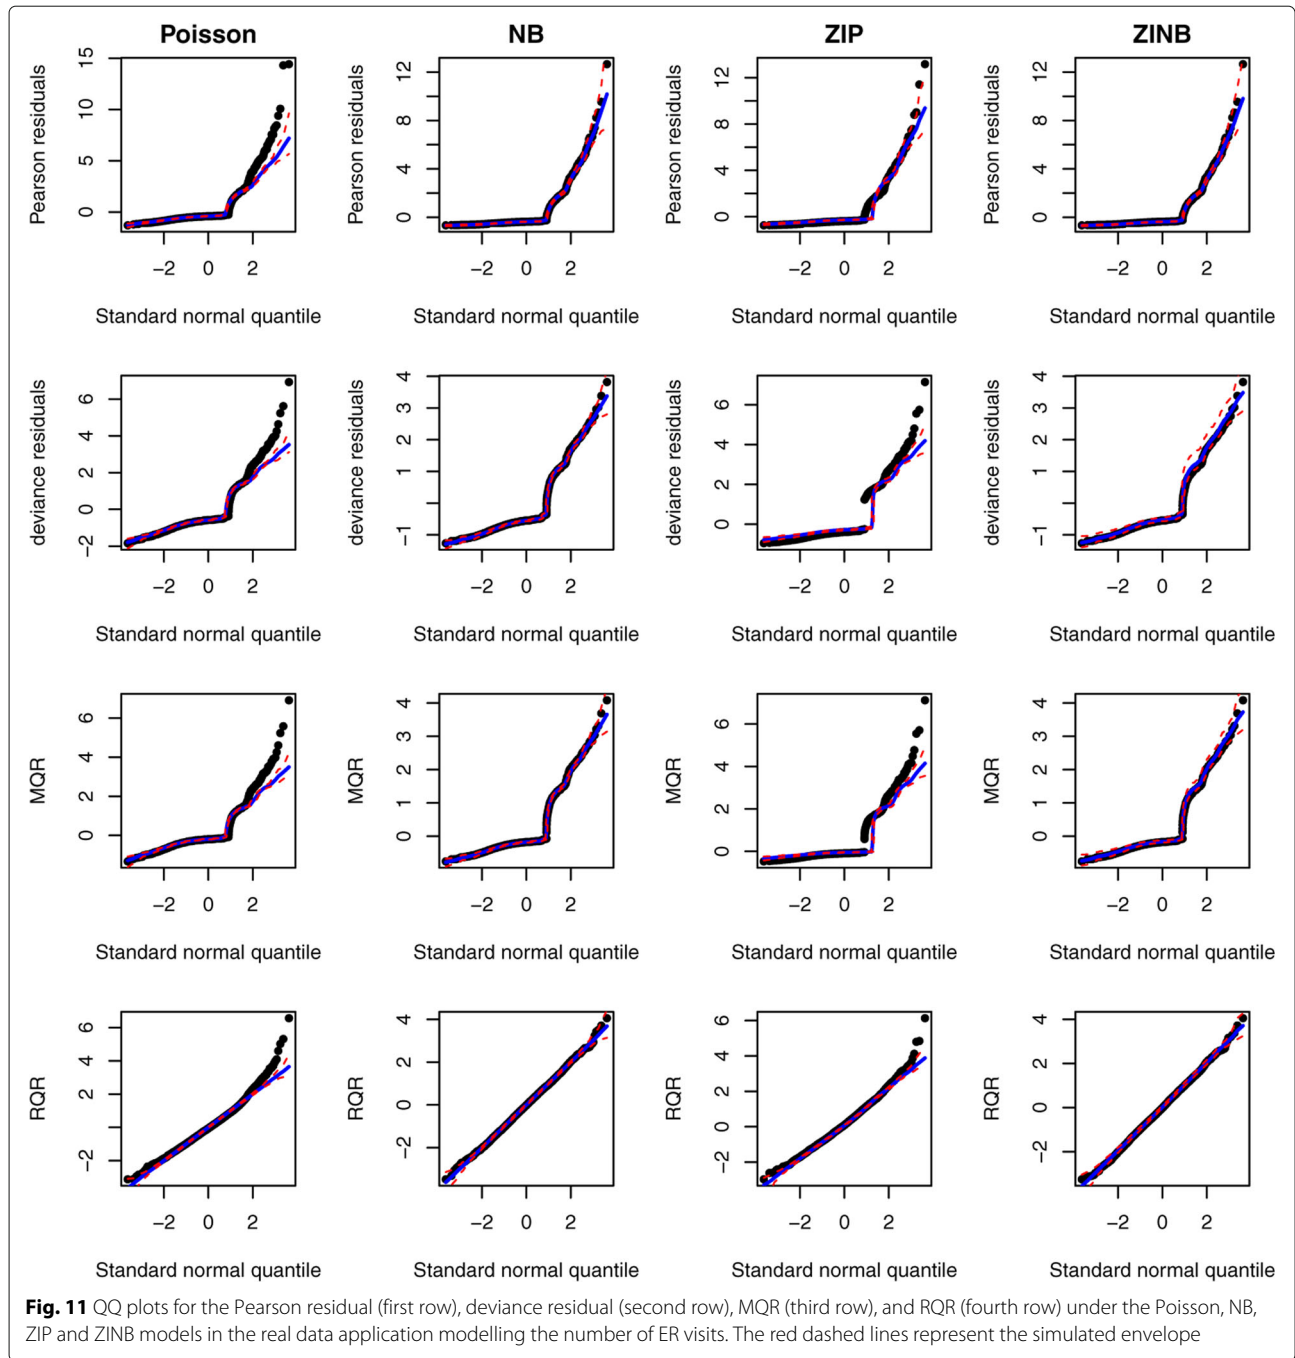 Poisson
Pearson residuals
15
10
5
0
−2 0 2
Standard normal quantile
NB
Pearson residuals
12
8
4
0
−2 0 2
Standard normal quantile
ZIP
Pearson residuals
12
8
4
0
−2 0 2
Standard normal quantile
ZINB
Pearson residuals
12
8
4
0
−2 0 2
Standard normal quantile
deviance residuals
6
4
2
0
−2
−2 0 2
Standard normal quantile
deviance residuals
4
3
2
1
−1
−2 0 2
Standard normal quantile
deviance residuals
6
4
2
0
−2 0 2
Standard normal quantile
deviance residuals
4
3
2
1
−1
−2 0 2
Standard normal quantile
MQR
6
4
2
0
−2 0 2
Standard normal quantile
MQR
4
3
2
1
0
−2 0 2
Standard normal quantile
MQR
6
4
2
0
−2 0 2
Standard normal quantile
MQR
4
3
2
1
0
−2 0 2
Standard normal quantile
RQR
6
4
2
−2
−2 0 2
Standard normal quantile
RQR
4
2
0
−2
−2 0 2
Standard normal quantile
RQR
6
4
2
0
−2
−2 0 2
Standard normal quantile
RQR
4
2
0
−2
−2 0 2
Standard normal quantile
Fig. 11 QQ plots for the Pearson residual (first row), deviance residual (second row), MQR (third row), and RQR (fourth row) under the Poisson, NB,
ZIP and ZINB models in the real data application modelling the number of ER visits. The red dashed lines represent the simulated envelope